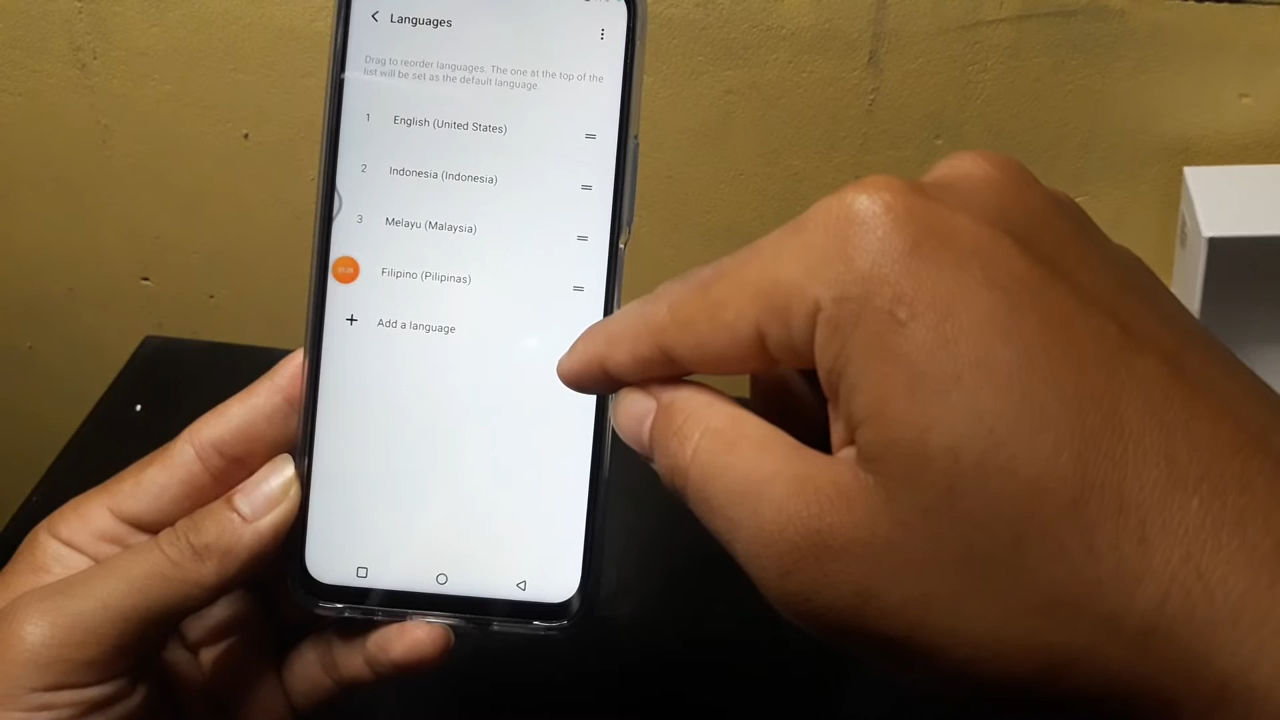 Languages
Drag to reorder languages. The one at the top of the
list will be set as the default language.
1 English (United States)
2 Indonesia (Indonesia)
3 Melayu (Malaysia)
Filipino (Pilipinas)
+ Add a language